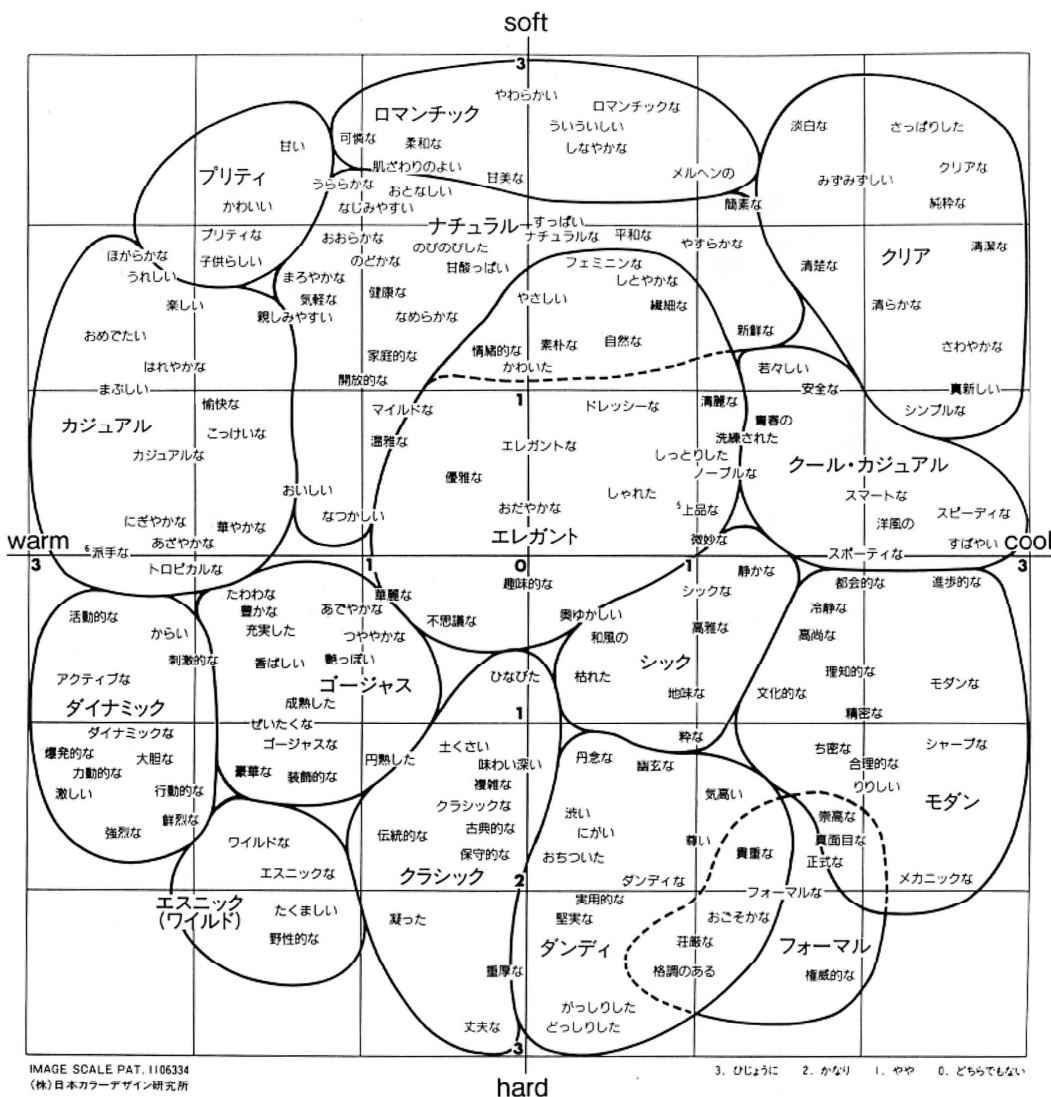 soft
3
やわらかい
ロマンチック
ロマンチックな
ういういしい
淡白な
さっぱりした
可憐な
柔和な
しなやかな
甘い
肌ざわりのよい
メルヘンの
クリアな
プリティ
うららかな
甘美な
みずみずしい
おとなしい
かわいい
なじみやすい
簡素な
純粋な
ナチュラル
すっぱい
プリティな
おおらかな
ナチュラルな
平和な
やすらかな
のびのびした
清潔な
ほがらかな
子供らしい
のどかな
甘酸っぱい
フェミニンな
清楚な
クリア
うれしい
まろやかな
しとやかな
楽しい
気軽な
健康な
やさしい
繊細な
清らかな
親しみやすい
なめらかな
おめでたい
新鮮な
素朴な
自然な
さわやかな
家庭的な
情緒的な
はれやかな
かわいた
若々しい
まぶしい
開放的な
安全な
真新しい
1
愉快な
マイルドな
ドレッシーな
清麗な
シンプルな
カジュアル
青春の
こっけいな
温雅な
洗練された
カジュアルな
エレガントな
しっとりした
クール・カジュアル
優雅な
ノーブルな
おいしい
しゃれた
スマートな
なつかしい
おだやかな
5上品な
スピーディな
にぎやかな
華やかな
洋風の
warm
あざやかな
エレガント
微妙な
すばやい
cool
6派手な
スポーティな
3
トロピカルな
1
0
1
静かな
3
趣味的な
都会的な
進歩的な
たわわな
華麗な
シックな
豊かな
あでやかな
冷静な
活動的な
不思議な
奥ゆかしい
充実した
からい
つややかな
和風の
高雅な
高尚な
刺激的な
香ばしい
艶っぽい
シック
アクティブな
ゴージャス
ひなびた
枯れた
理知的な
モダンな
成熟した
地味な
文化的な
ダイナミック
ぜいたくな
1
精密な
ダイナミックな
ゴージャスな
土くさい
粋な
シャープな
爆発的な
大胆な
円熟した
味わい深い
丹念な
幽玄な
ち密な
合理的な
力動的な
豪華な
装飾的な
複雑な
りりしい
激しい
行動的な
クラシックな
気高い
モダン
鮮烈な
渋い
崇高な
強烈な
伝統的な
古典的な
にがい
尊い
真面目な
ワイルドな
保守的な
おちついた
貴重な
正式な
エスニックな
クラシック
2
ダンディな
フォーマルな
メカニックな
エスニック
(ワイルド)
たくましい
凝った
実用的な
堅実な
おごそかな
野性的な
ダンディ
荘厳な
フォーマル
重厚な
格調のある
権威的な
がっしりした
丈夫な
どっしりした
3
IMAGE SCALE PAT. 1106334
(株)日本カラーデザイン研究所
hard
3. ひじょうに 2. かなり 1. やや 0. どちらでもない